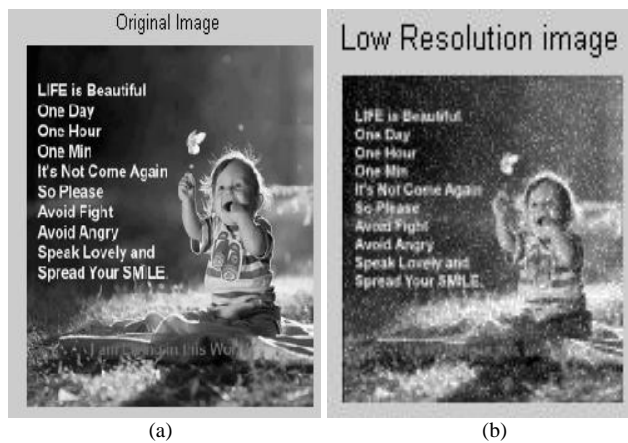 Original Image
LIFE is Beautiful
One Day
One Hour
One Min
It's Not Come Again
So Please
Avoid Fight
Avoid Angry
Speak Lovely and
Spread Your SMILE.
(a)
Low Resolution image
LIFE is Beautiful
One Day
One Hour
One Min
It's Not Come Again
So Please
Avoid Fight
Avoid Angry
Speak Lovely and
Spread Your SMILE.
(b)